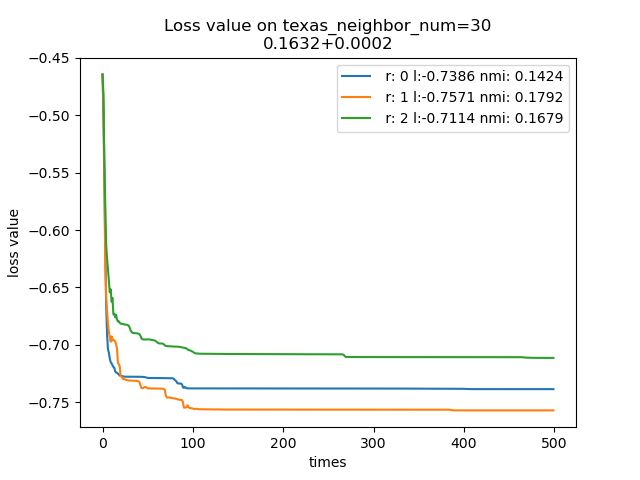 Loss value on texas_neighbor_num=30
0.1632+0.0002
r: 0 l:-0.7386 nmi: 0.1424
r: 1 l:-0.7571 nmi: 0.1792
r: 2 l:-0.7114 nmi: 0.1679
−0.45
−0.50
−0.55
−0.60
−0.65
−0.70
−0.75
loss value
0 100 200 300 400 500
times